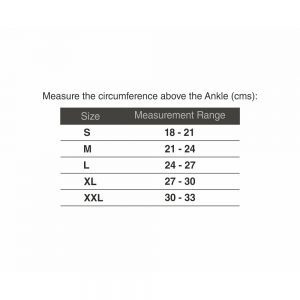 Measure the circumference above the Ankle (cms):
Size Measurement Range
S 18 - 21
M 21 - 24
L 24 - 27
XL 27 - 30
XXL 30 - 33